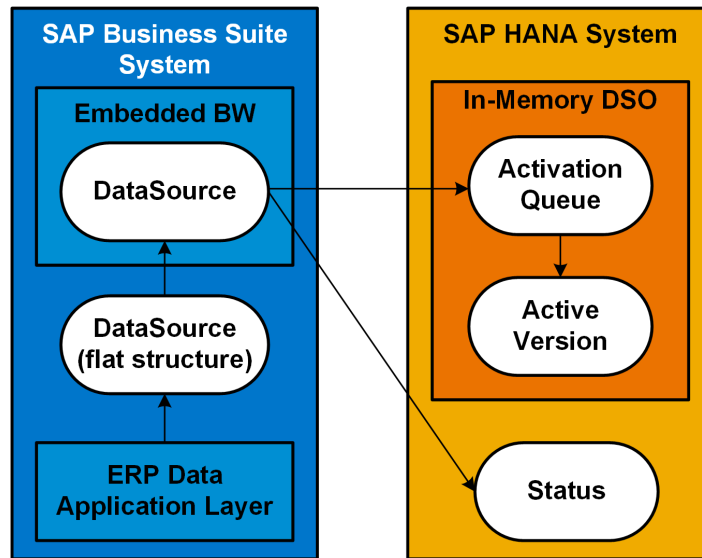 SAP Business Suite
System
Embedded BW
DataSource
DataSource
(flat structure)
ERP Data
Application Layer
SAP HANA System
In-Memory DSO
Activation
Queue
Active
Version
Status